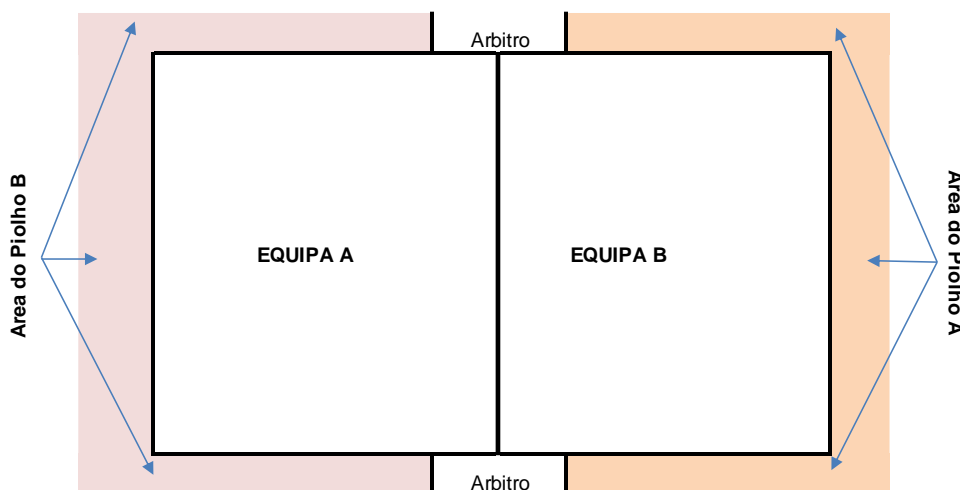 Arbitro
Area do Piolho B
EQUIPA A
EQUIPA B
Area do Piolho A
Arbitro